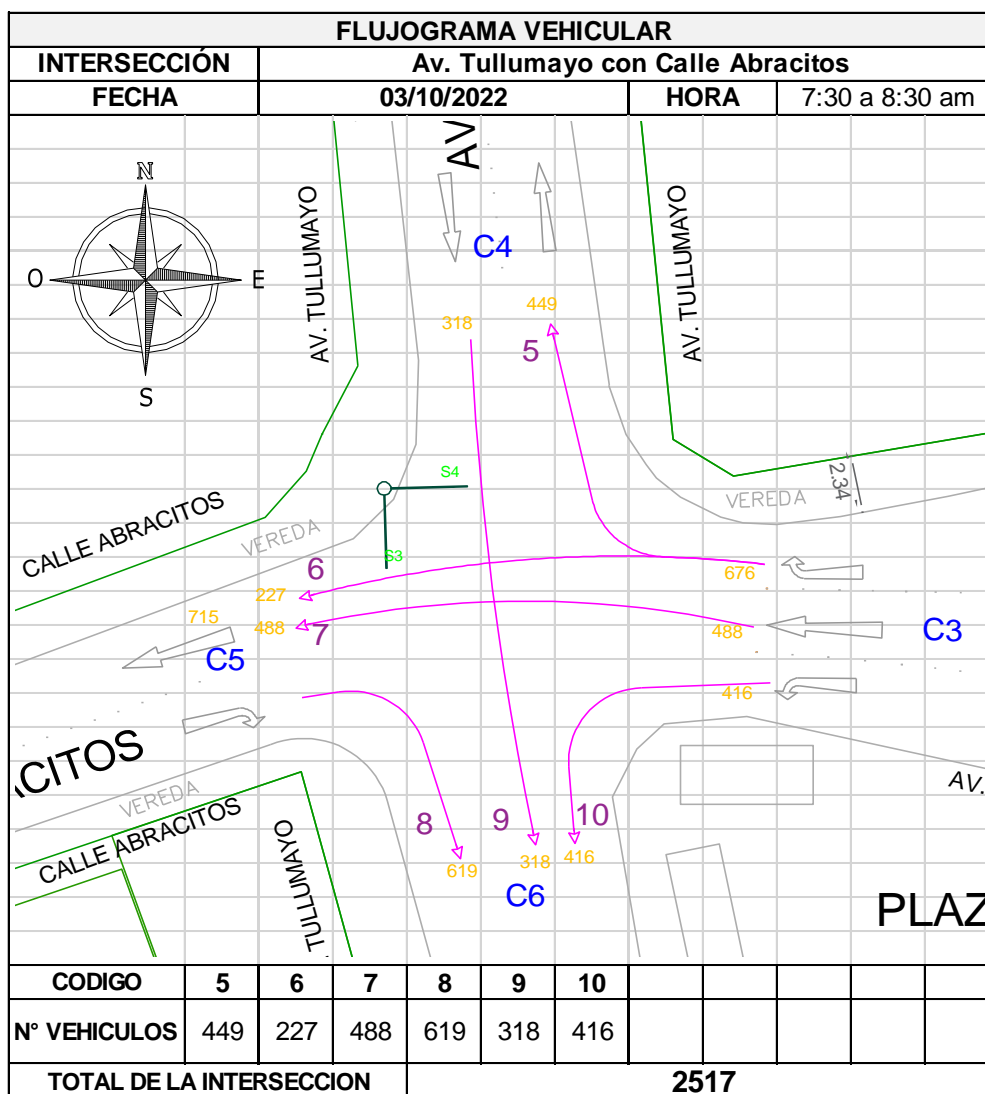 FLUJOGRAMA VEHICULAR
INTERSECCIÓN Av. Tullumayo con Calle Abracitos
FECHA 03/10/2022 HORA 7:30 a 8:30 am
AV
N
O E
S
AV. TULLUMAYO
C4
AV. TULLUMAYO
318
449
5
S4
2.34
VEREDA
CALLE ABRACITOS
VEREDA
S3
6
676
227
715
488
7
488
C3
C5
416
ACITOS
VEREDA
CALLE ABRACITOS
TULLUMAYO
AV.
8
9
10
619
318
416
C6
PLAZ
CODIGO 5 6 7 8 9 10
N° VEHICULOS 449 227 488 619 318 416
TOTAL DE LA INTERSECCION 2517